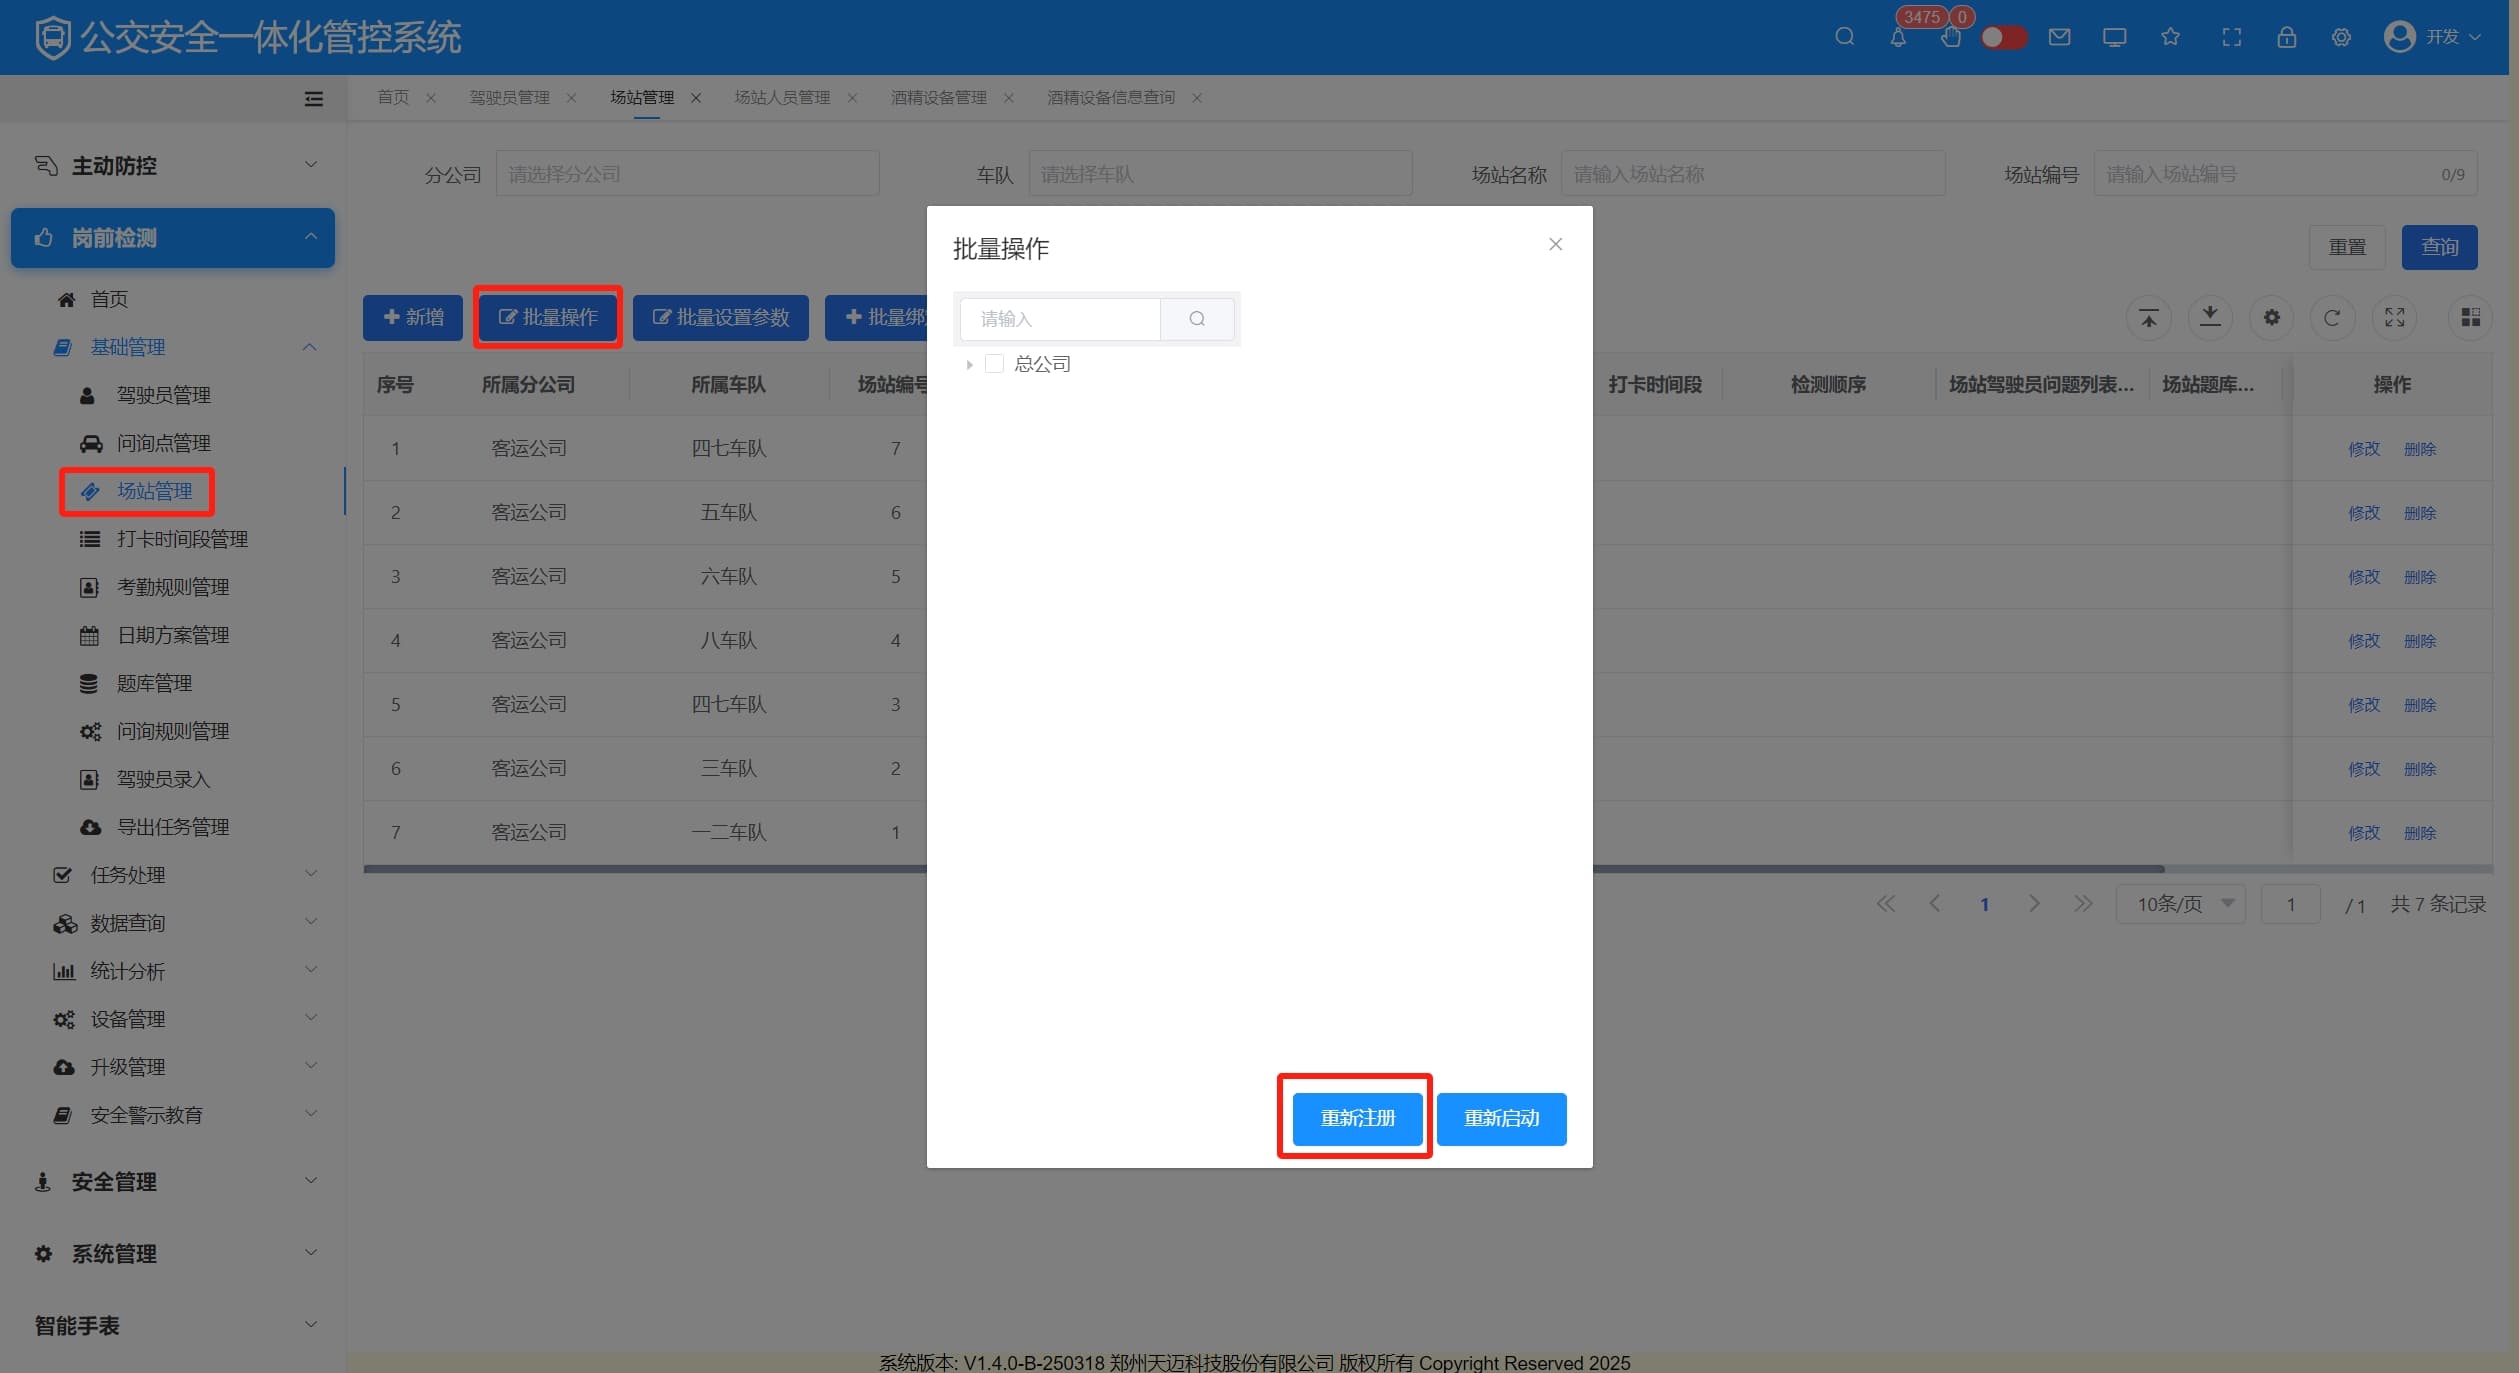 公交安全一体化管控系统
3475 0
开发
首页 驾驶员管理 场站管理 场站人员管理 酒精设备管理 酒精设备信息查询
主动防控
岗前检测
首页
基础管理
驾驶员管理
问询点管理
场站管理
打卡时间段管理
考勤规则管理
日期方案管理
题库管理
问询规则管理
驾驶员录入
导出任务管理
任务处理
数据查询
统计分析
设备管理
升级管理
安全警示教育
安全管理
系统管理
智能手表
分公司 请选择分公司 车队 请选择车队 场站名称 请输入场站名称 场站编号 请输入场站编号 0/9
重置 查询
新增 批量操作 批量设置参数 批量绑
序号 所属分公司 所属车队 场站编号 打卡时间段 检测顺序 场站驾驶员问题列表... 场站题库... 操作
1 客运公司 四七车队 7 修改 删除
2 客运公司 五车队 6 修改 删除
3 客运公司 六车队 5 修改 删除
4 客运公司 八车队 4 修改 删除
5 客运公司 四七车队 3 修改 删除
6 客运公司 三车队 2 修改 删除
7 客运公司 一二车队 1 修改 删除
1 10条/页 1 / 1 共 7 条记录
批量操作
请输入
总公司
重新注册 重新启动
系统版本: V1.4.0-B-250318 郑州天迈科技股份有限公司 版权所有 Copyright Reserved 2025